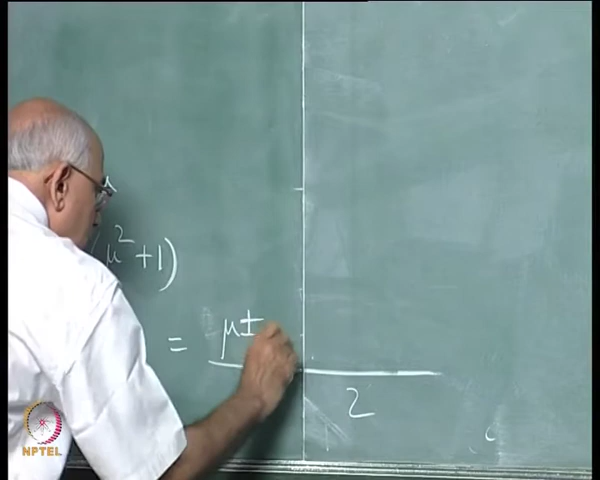 (μ² + 1)
= μ ±
2
NPTEL